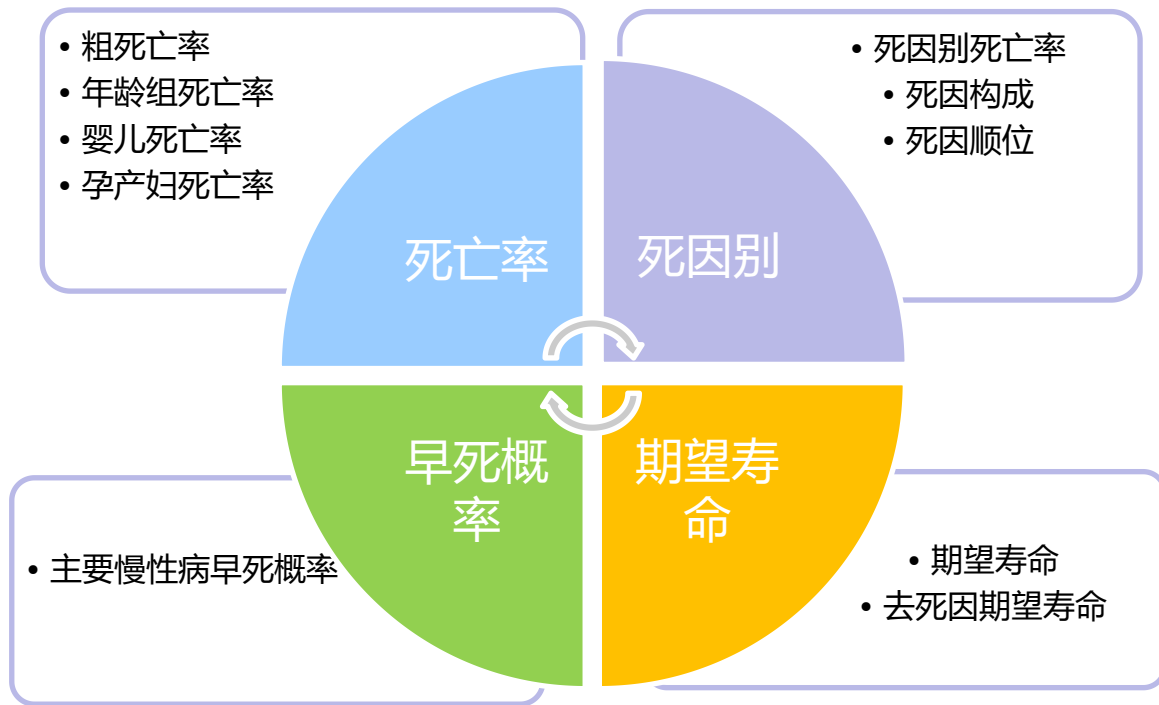 • 粗死亡率
• 年龄组死亡率
• 婴儿死亡率
• 孕产妇死亡率
• 死因别死亡率
• 死因构成
• 死因顺位
死亡率
死因别
早死概
率
期望寿
命
• 主要慢性病早死概率
• 期望寿命
• 去死因期望寿命